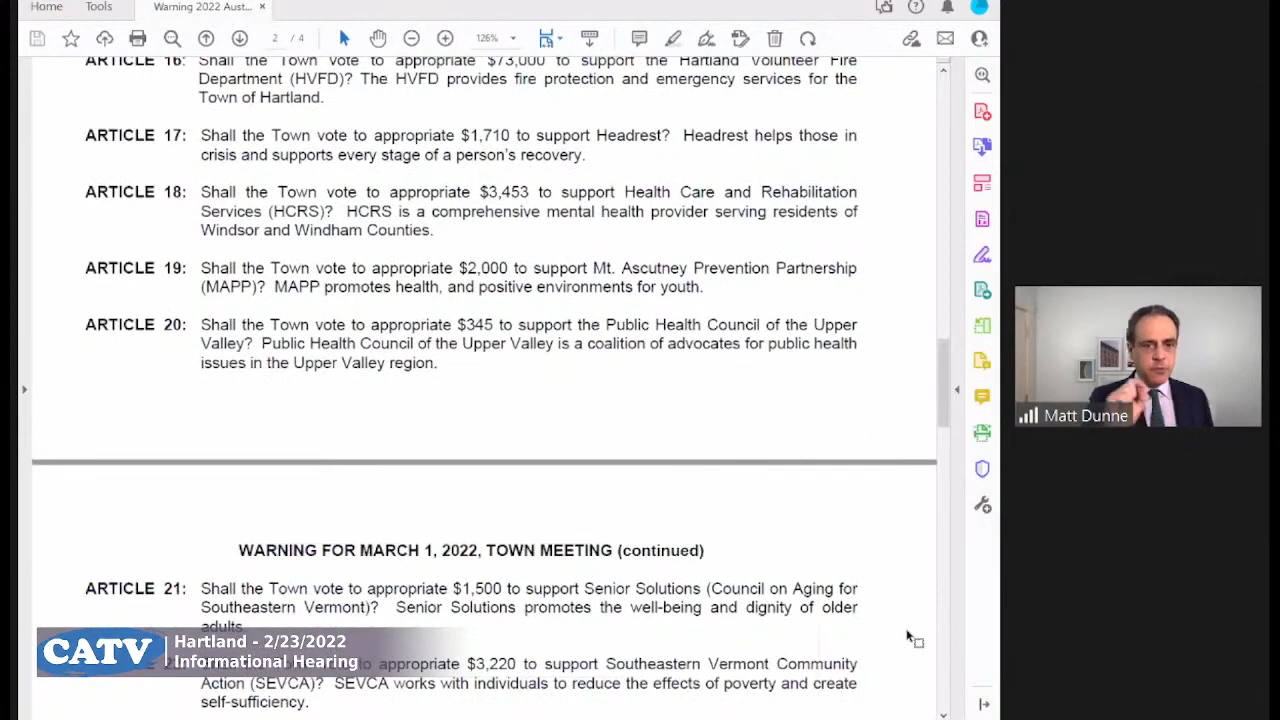 Home Tools Warning 2022 Aust... ×
2 / 4 126%
ARTICLE 16: Shall the Town vote to appropriate $73,000 to support the Hartland Volunteer Fire
Department (HVFD)? The HVFD provides fire protection and emergency services for the
Town of Hartland.
ARTICLE 17: Shall the Town vote to appropriate $1,710 to support Headrest? Headrest helps those in
crisis and supports every stage of a person's recovery.
ARTICLE 18: Shall the Town vote to appropriate $3,453 to support Health Care and Rehabilitation
Services (HCRS)? HCRS is a comprehensive mental health provider serving residents of
Windsor and Windham Counties.
ARTICLE 19: Shall the Town vote to appropriate $2,000 to support Mt. Ascutney Prevention Partnership
(MAPP)? MAPP promotes health, and positive environments for youth.
ARTICLE 20: Shall the Town vote to appropriate $345 to support the Public Health Council of the Upper
Valley? Public Health Council of the Upper Valley is a coalition of advocates for public health
issues in the Upper Valley region.
Matt Dunne
WARNING FOR MARCH 1, 2022, TOWN MEETING (continued)
ARTICLE 21: Shall the Town vote to appropriate $1,500 to support Senior Solutions (Council on Aging for
Southeastern Vermont)? Senior Solutions promotes the well-being and dignity of older
adults.
CATV
Hartland - 2/23/2022
Informational Hearing
to appropriate $3,220 to support Southeastern Vermont Community
Action (SEVCA)? SEVCA works with individuals to reduce the effects of poverty and create
self-sufficiency.